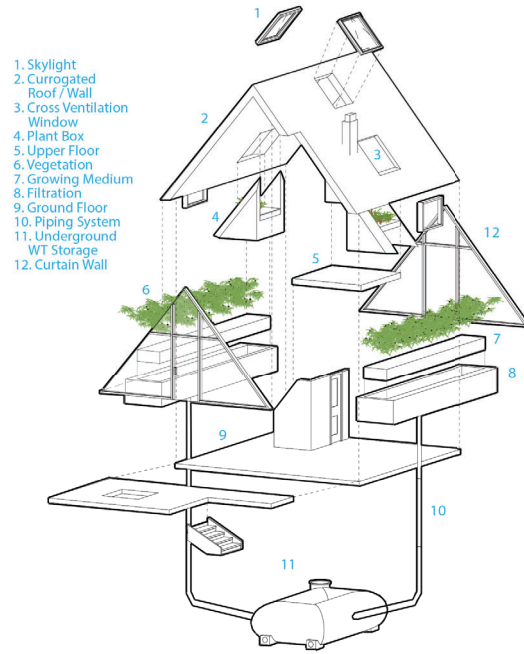 1. Skylight
2. Currogated
Roof / Wall
3. Cross Ventilation
Window
4. Plant Box
5. Upper Floor
6. Vegetation
7. Growing Medium
8. Filtration
9. Ground Floor
10. Piping System
11. Underground
WT Storage
12. Curtain Wall
1
2
3
4
12
5
6
7
8
9
10
11